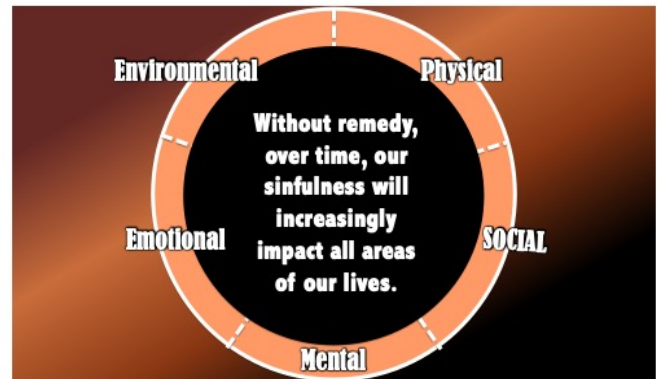 Environmental
Physical
Without remedy,
over time, our
sinfulness will
increasingly
impact all areas
of our lives.
Emotional
SOCIAL
Mental